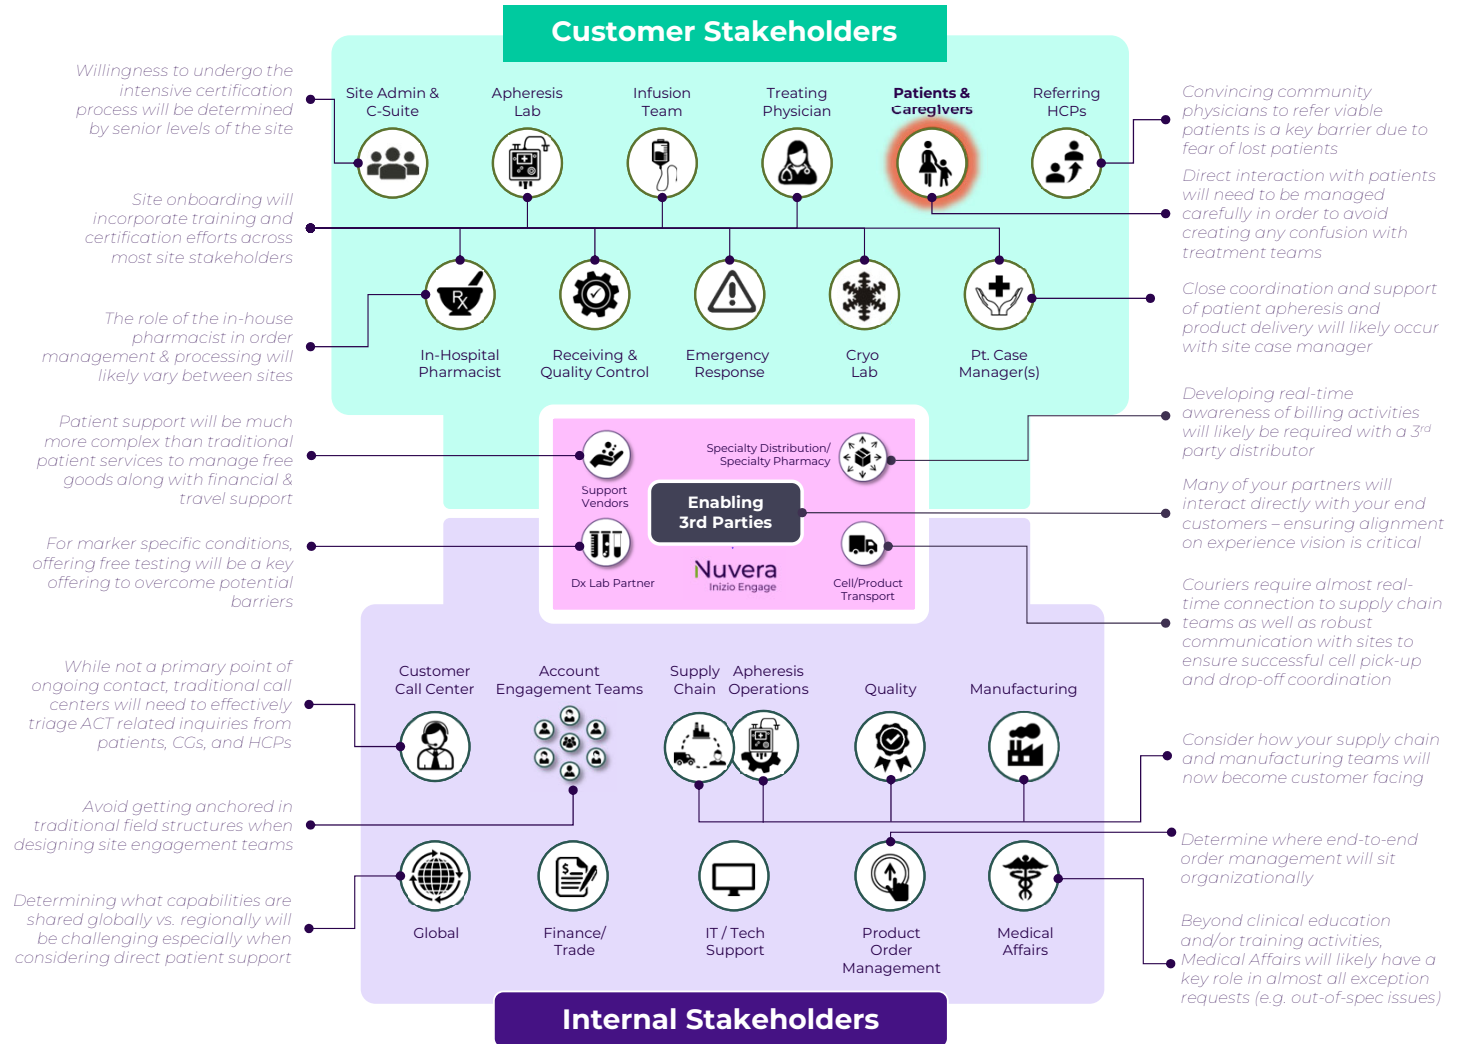 Customer Stakeholders
Willingness to undergo the
intensive certification
process will be determined
by senior levels of the site
Site onboarding will
incorporate training and
certification efforts across
most site stakeholders
The role of the in-house
pharmacist in order
management & processing will
likely vary between sites
Patient support will be much
more complex than traditional
patient services to manage free
goods along with financial &
travel support
For marker specific conditions,
offering free testing will be a key
offering to overcome potential
barriers
While not a primary point of
ongoing contact, traditional call
centers will need to effectively
triage ACT related inquiries from
patients, CGs, and HCPs
Avoid getting anchored in
traditional field structures when
designing site engagement teams
Determining what capabilities are
shared globally vs. regionally will
be challenging especially when
considering direct patient support
Site Admin &
C-Suite
Apheresis
Lab
Infusion
Team
Treating
Physician
Patients &
Caregivers
Referring
HCPs
Rx
In-Hospital
Pharmacist
Receiving &
Quality Control
Emergency
Response
Cryo
Lab
Pt. Case
Manager(s)
Support
Vendors
Specialty Distribution/
Specialty Pharmacy
Enabling
3rd Parties
Dx Lab Partner
Nuvera
Inizio Engage
Cell/Product
Transport
Customer
Call Center
Account
Engagement Teams
Supply
Chain
Apheresis
Operations
Quality
Manufacturing
$
Global
Finance/
Trade
IT / Tech
Support
Product
Order
Management
Medical
Affairs
Internal Stakeholders
Convincing community
physicians to refer viable
patients is a key barrier due to
fear of lost patients
Direct interaction with patients
will need to be managed
carefully in order to avoid
creating any confusion with
treatment teams
Close coordination and support
of patient apheresis and
product delivery will likely occur
with site case manager
Developing real-time
awareness of billing activities
will likely be required with a 3rd
party distributor
Many of your partners will
interact directly with your end
customers – ensuring alignment
on experience vision is critical
Couriers require almost real-
time connection to supply chain
teams as well as robust
communication with sites to
ensure successful cell pick-up
and drop-off coordination
Consider how your supply chain
and manufacturing teams will
now become customer facing
Determine where end-to-end
order management will sit
organizationally
Beyond clinical education
and/or training activities,
Medical Affairs will likely have a
key role in almost all exception
requests (e.g. out-of-spec issues)